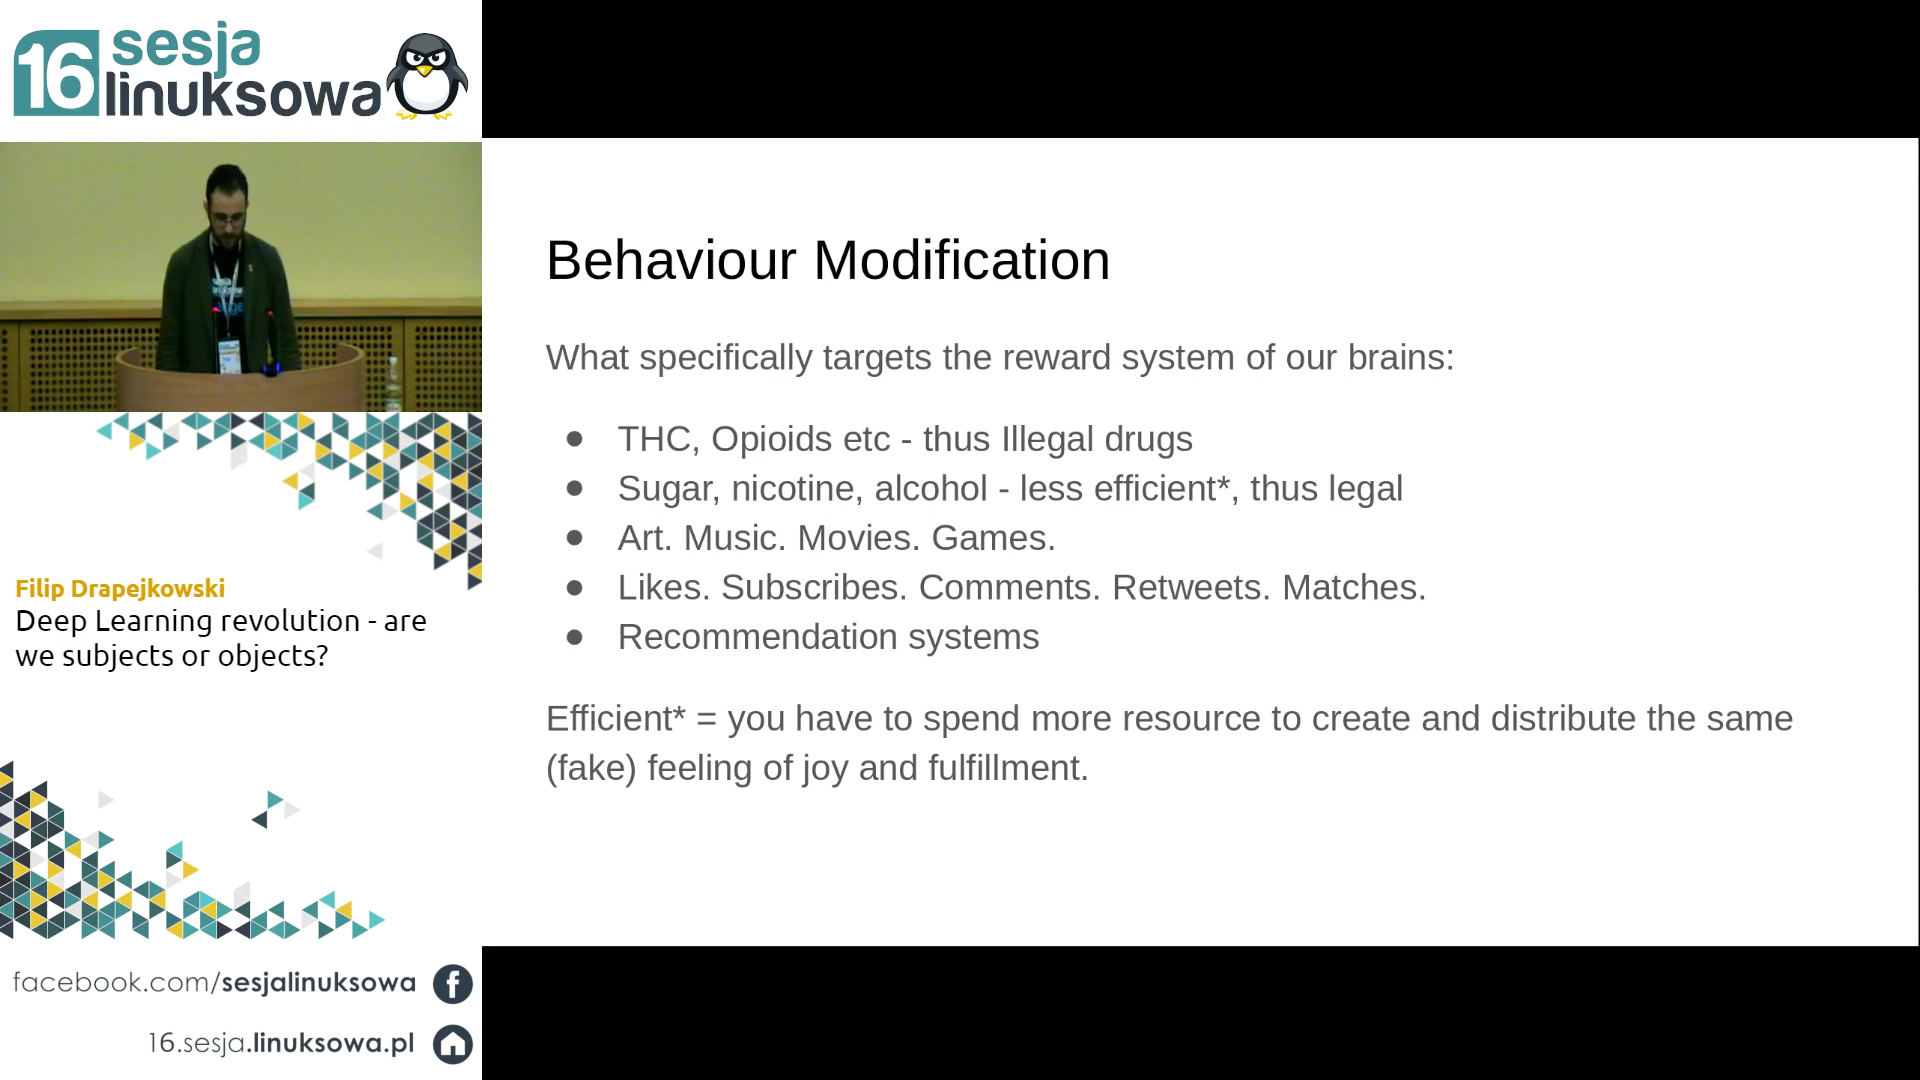 16 sesja
linuksowa
Filip Drapejkowski
Deep Learning revolution - are
we subjects or objects?
facebook.com/sesjalinuksowa
16.sesja.linuksowa.pl
Behaviour Modification
What specifically targets the reward system of our brains:
● THC, Opioids etc - thus Illegal drugs
● Sugar, nicotine, alcohol - less efficient*, thus legal
● Art. Music. Movies. Games.
● Likes. Subscribes. Comments. Retweets. Matches.
● Recommendation systems
Efficient* = you have to spend more resource to create and distribute the same
(fake) feeling of joy and fulfillment.